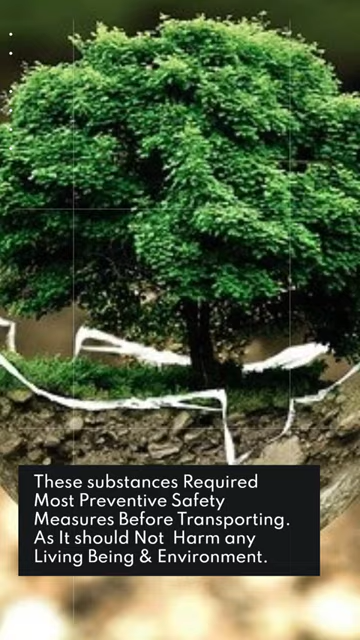 These substances Required
Most Preventive Safety
Measures Before Transporting.
As It should Not Harm any
Living Being & Environment.